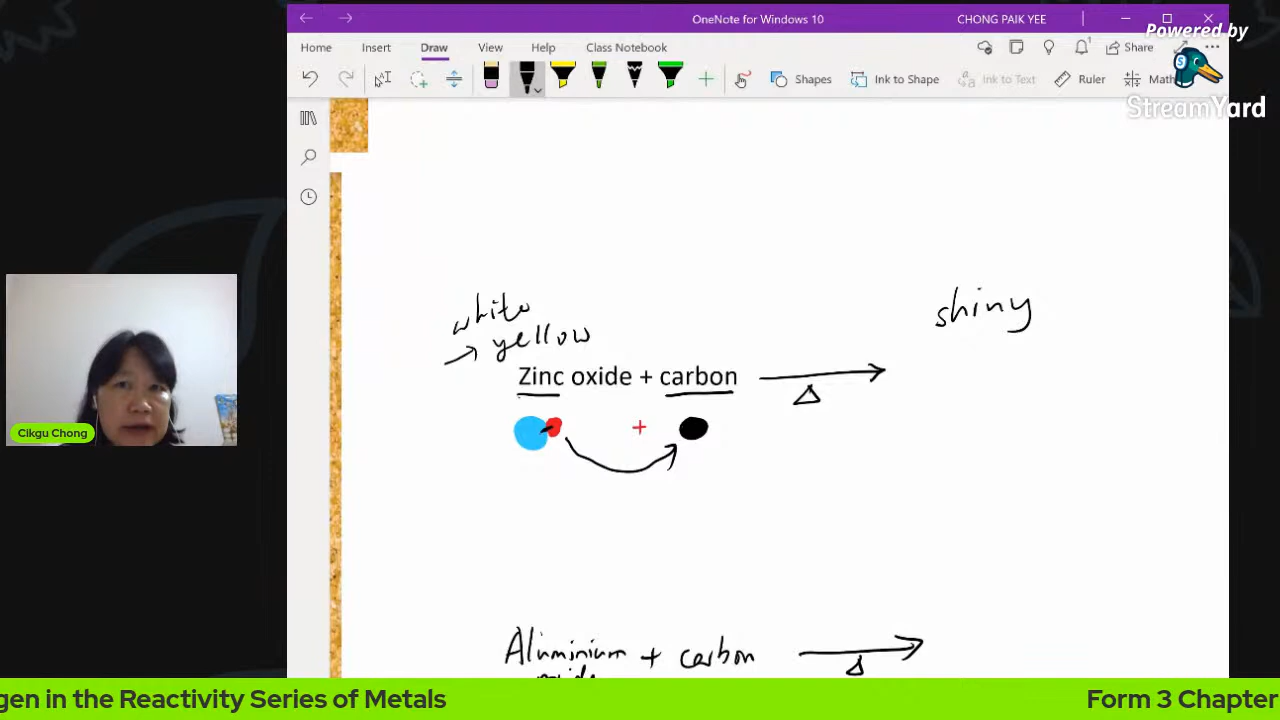 OneNote for Windows 10
CHONG PAIK YEE
Powered by
StreamYard
Home Insert Draw View Help Class Notebook
Share
Shapes Ink to Shape Ink to Text Ruler Math
white
→ yellow
shiny
Zinc oxide + carbon
Δ
+
Cikgu Chong
Aluminium + carbon
Δ
gen in the Reactivity Series of Metals
Form 3 Chapter